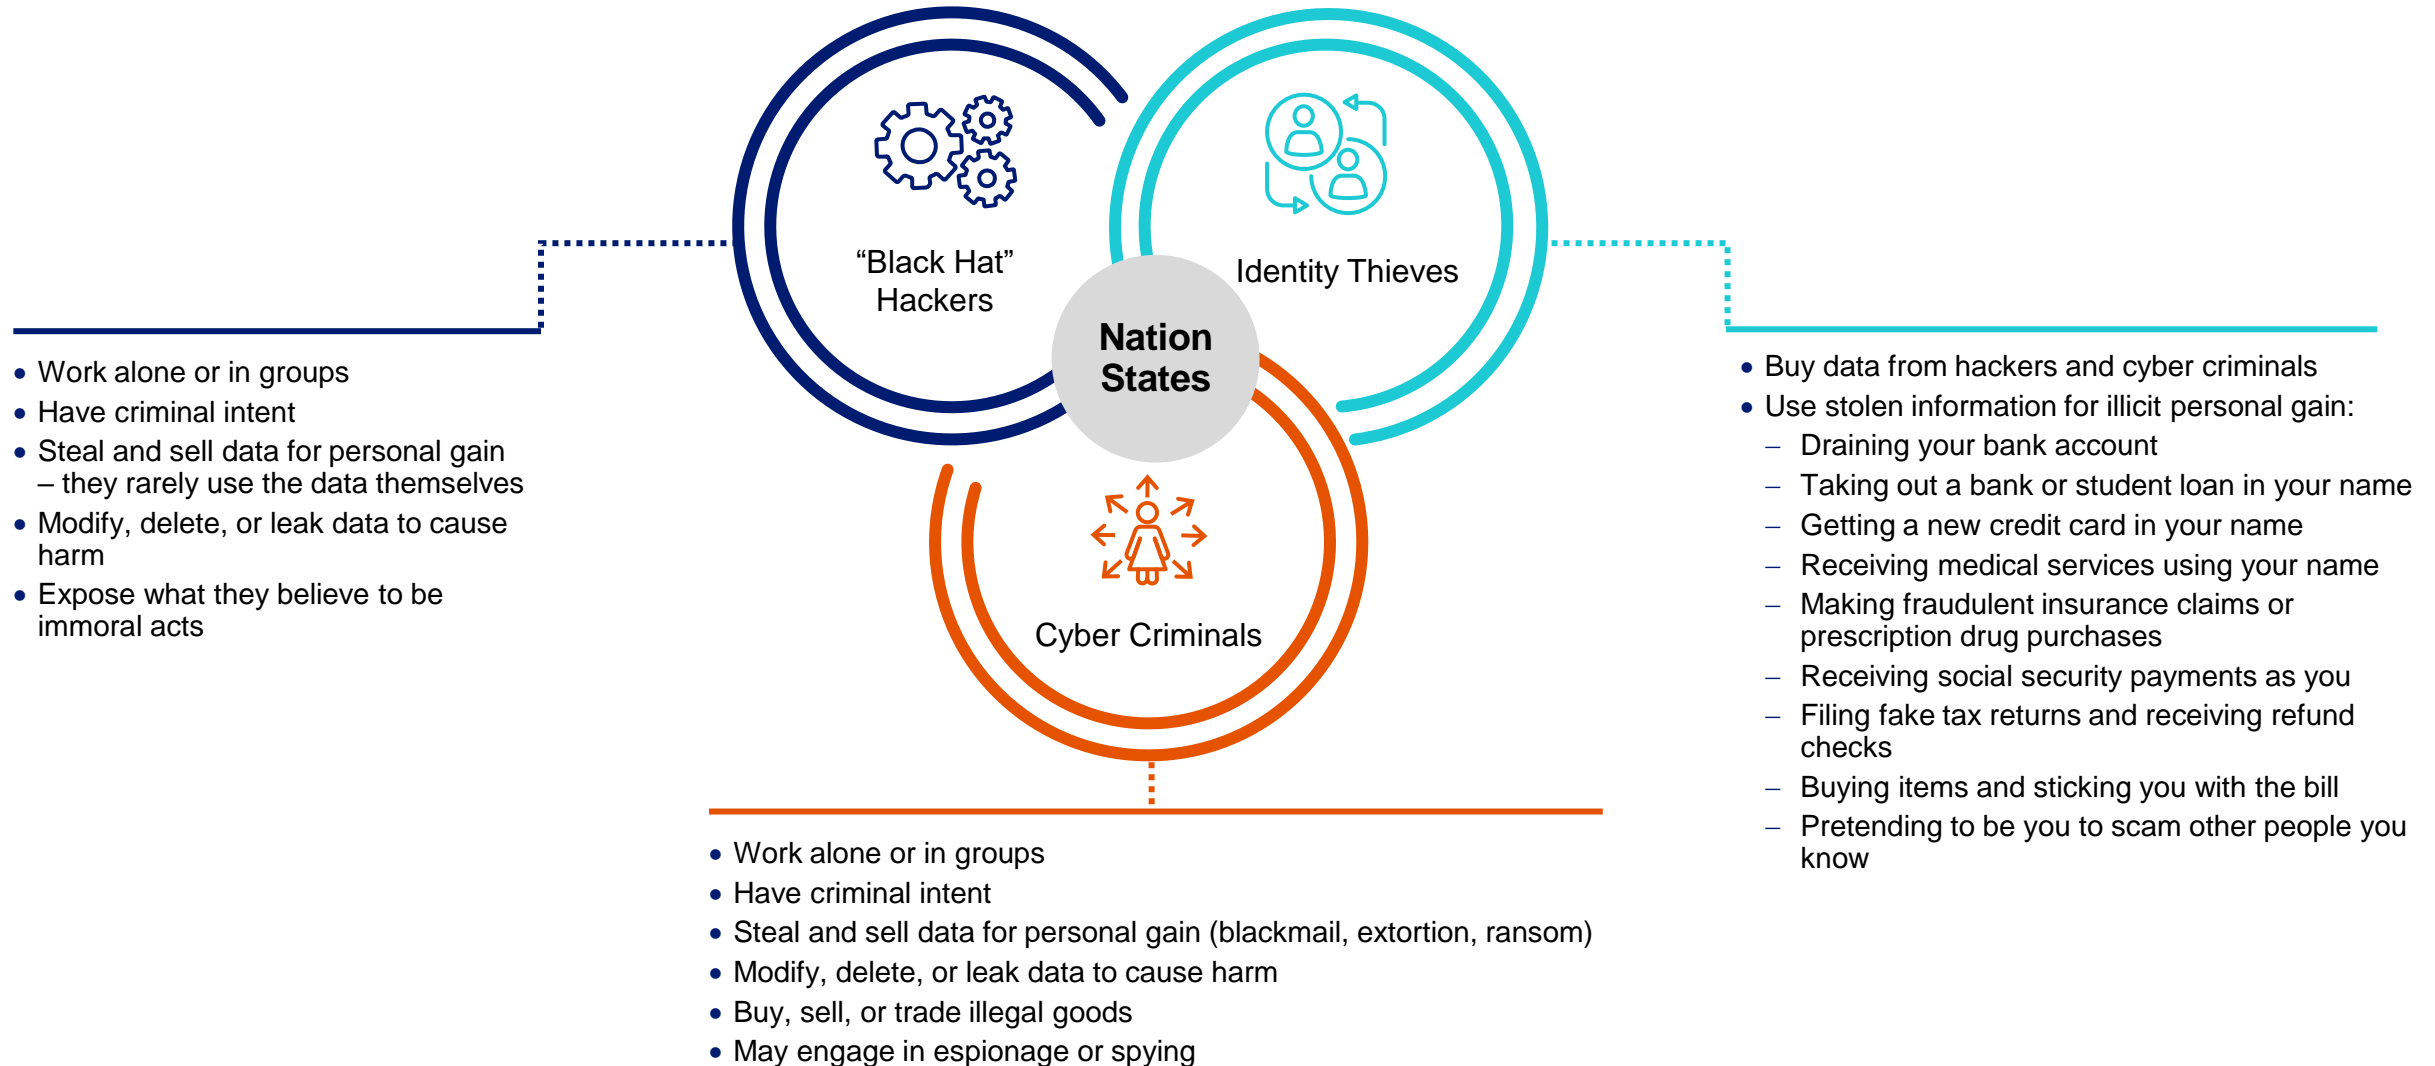 “Black Hat”
Hackers
Identity Thieves
Nation
States
Cyber Criminals
• Work alone or in groups
• Have criminal intent
• Steal and sell data for personal gain
– they rarely use the data themselves
• Modify, delete, or leak data to cause
harm
• Expose what they believe to be
immoral acts
• Buy data from hackers and cyber criminals
• Use stolen information for illicit personal gain:
– Draining your bank account
– Taking out a bank or student loan in your name
– Getting a new credit card in your name
– Receiving medical services using your name
– Making fraudulent insurance claims or
prescription drug purchases
– Receiving social security payments as you
– Filing fake tax returns and receiving refund
checks
– Buying items and sticking you with the bill
– Pretending to be you to scam other people you
know
• Work alone or in groups
• Have criminal intent
• Steal and sell data for personal gain (blackmail, extortion, ransom)
• Modify, delete, or leak data to cause harm
• Buy, sell, or trade illegal goods
• May engage in espionage or spying